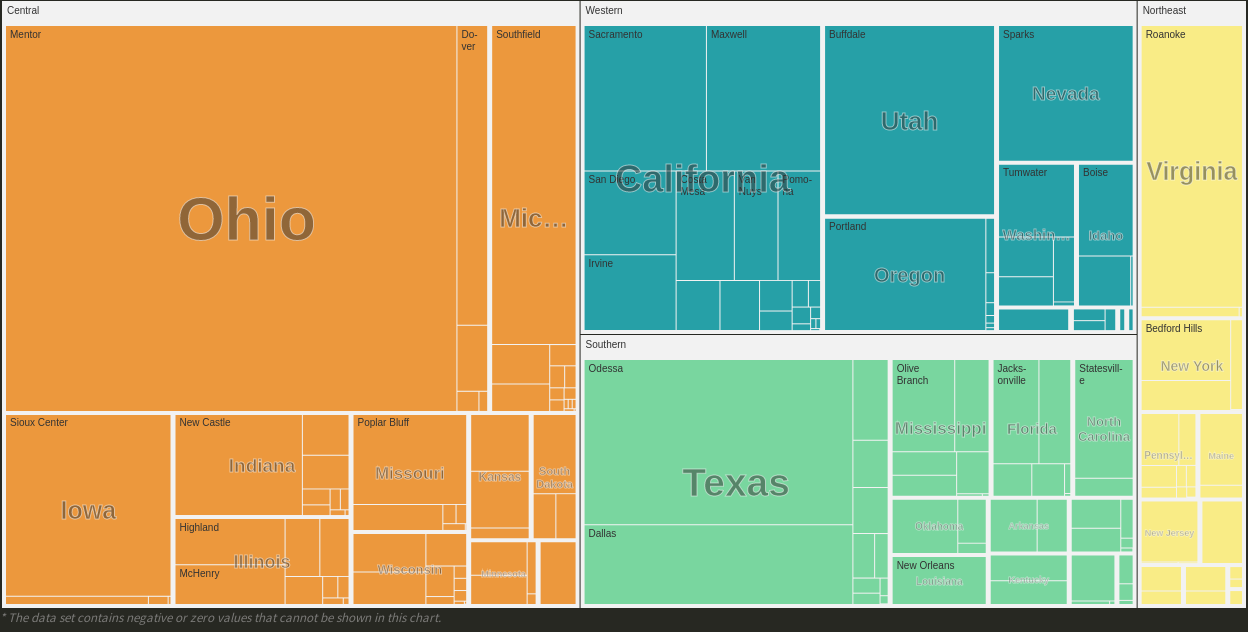 Central
Mentor
Do-
ver
Southfield
Ohio
Mic...
Sioux Center
Iowa
New Castle
Indiana
Highland
Illinois
McHenry
Poplar Bluff
Missouri
Wisconsin
Kansas
South
Dakota
Minnesota
Western
Sacramento
Maxwell
California
San Diego
Costa
Mesa
Van
Nuys
Pomo-
na
Irvine
Buffdale
Utah
Portland
Oregon
Sparks
Nevada
Tumwater
Washin...
Boise
Idaho
Southern
Odessa
Texas
Dallas
Olive
Branch
Mississippi
Jacks-
onville
Florida
Statesvill-
e
North
Carolina
Oklahoma
Arkansas
New Orleans
Louisiana
Kentucky
Northeast
Roanoke
Virginia
Bedford Hills
New York
Pennsyl...
Maine
New Jersey
* The data set contains negative or zero values that cannot be shown in this chart.